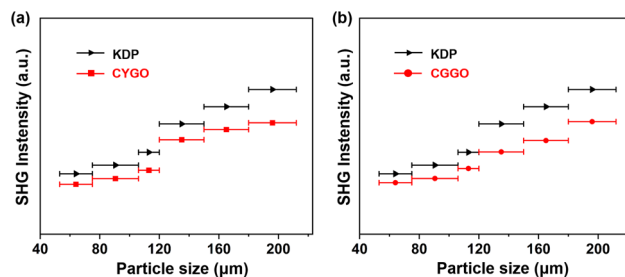 (a)
KDP
CYGO
SHG Instensity (a.u.)
40 80 120 160 200
Particle size (μm)
(b)
KDP
CGGO
SHG Instensity (a.u.)
40 80 120 160 200
Particle size (μm)